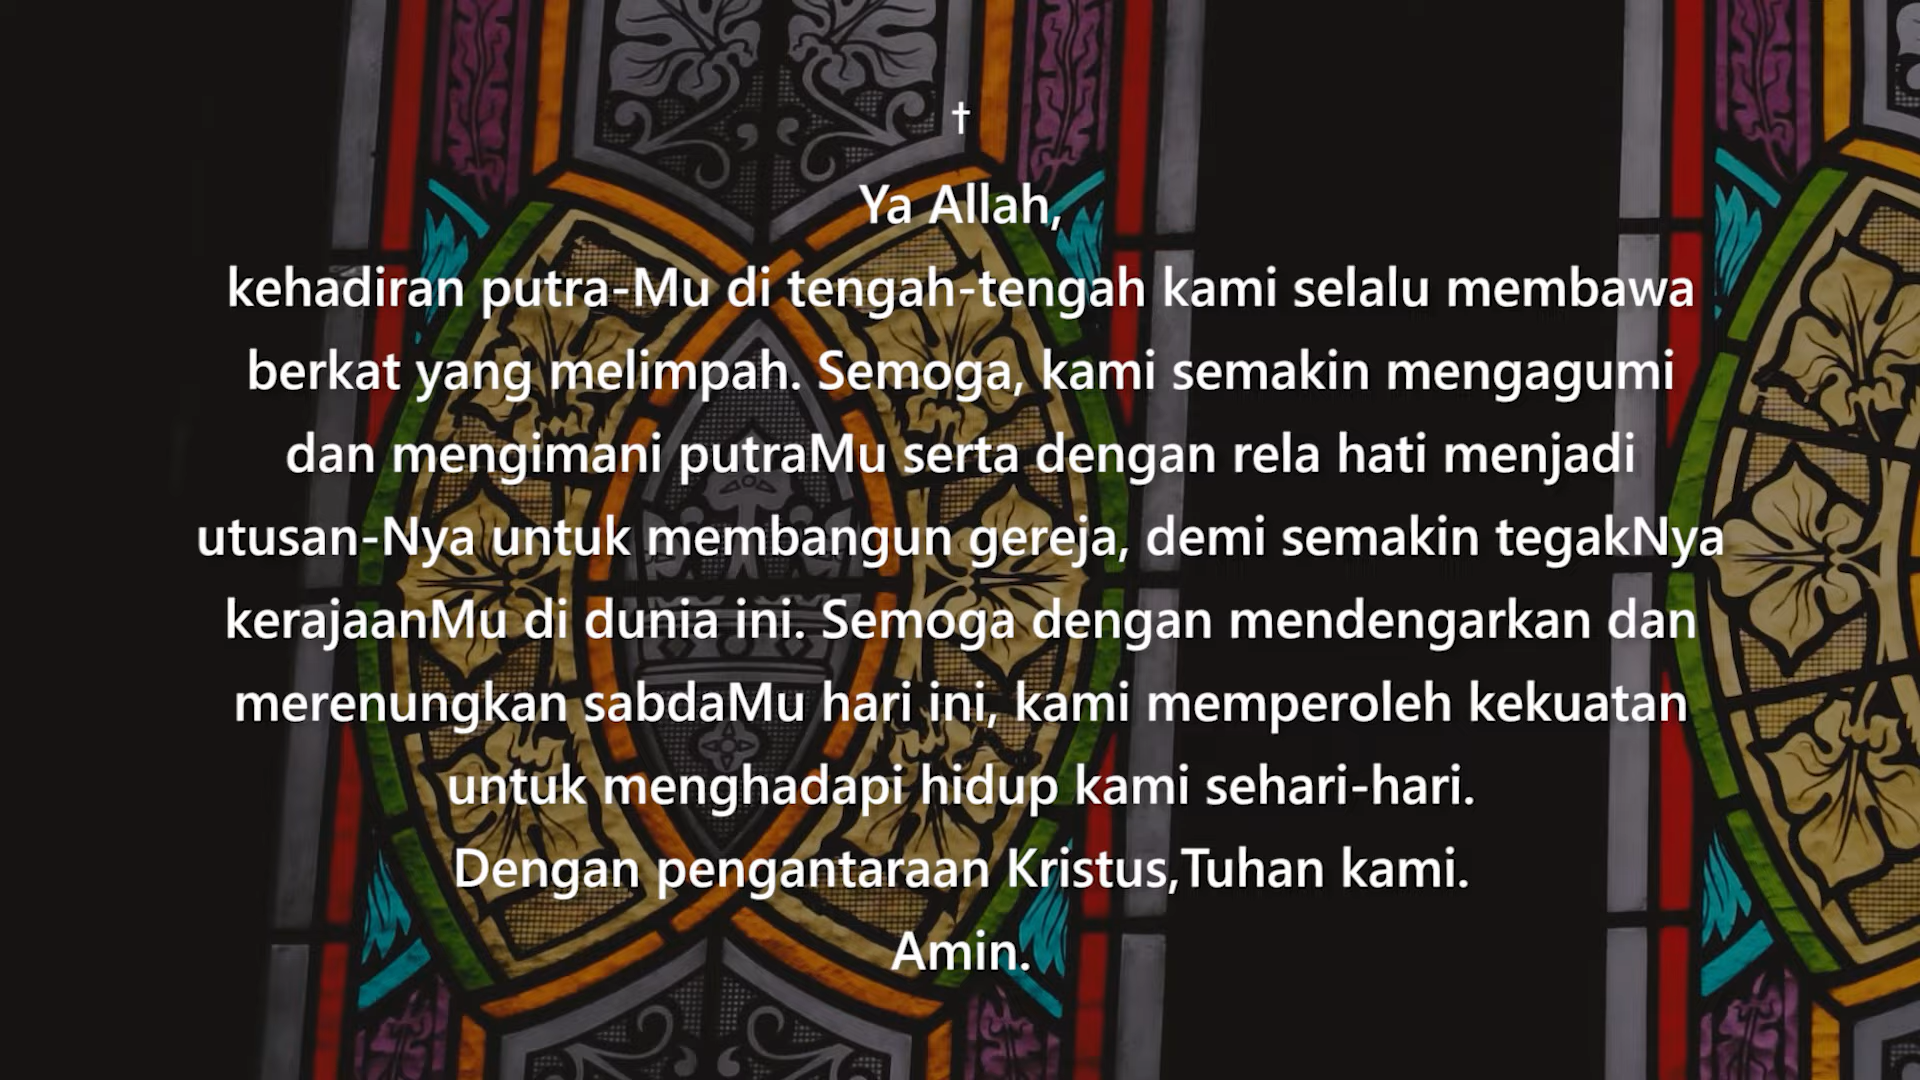 †
Ya Allah,
kehadiran putra-Mu di tengah-tengah kami selalu membawa
berkat yang melimpah. Semoga, kami semakin mengagumi
dan mengimani putraMu serta dengan rela hati menjadi
utusan-Nya untuk membangun gereja, demi semakin tegakNya
kerajaanMu di dunia ini. Semoga dengan mendengarkan dan
merenungkan sabdaMu hari ini, kami memperoleh kekuatan
untuk menghadapi hidup kami sehari-hari.
Dengan pengantaraan Kristus,Tuhan kami.
Amin.